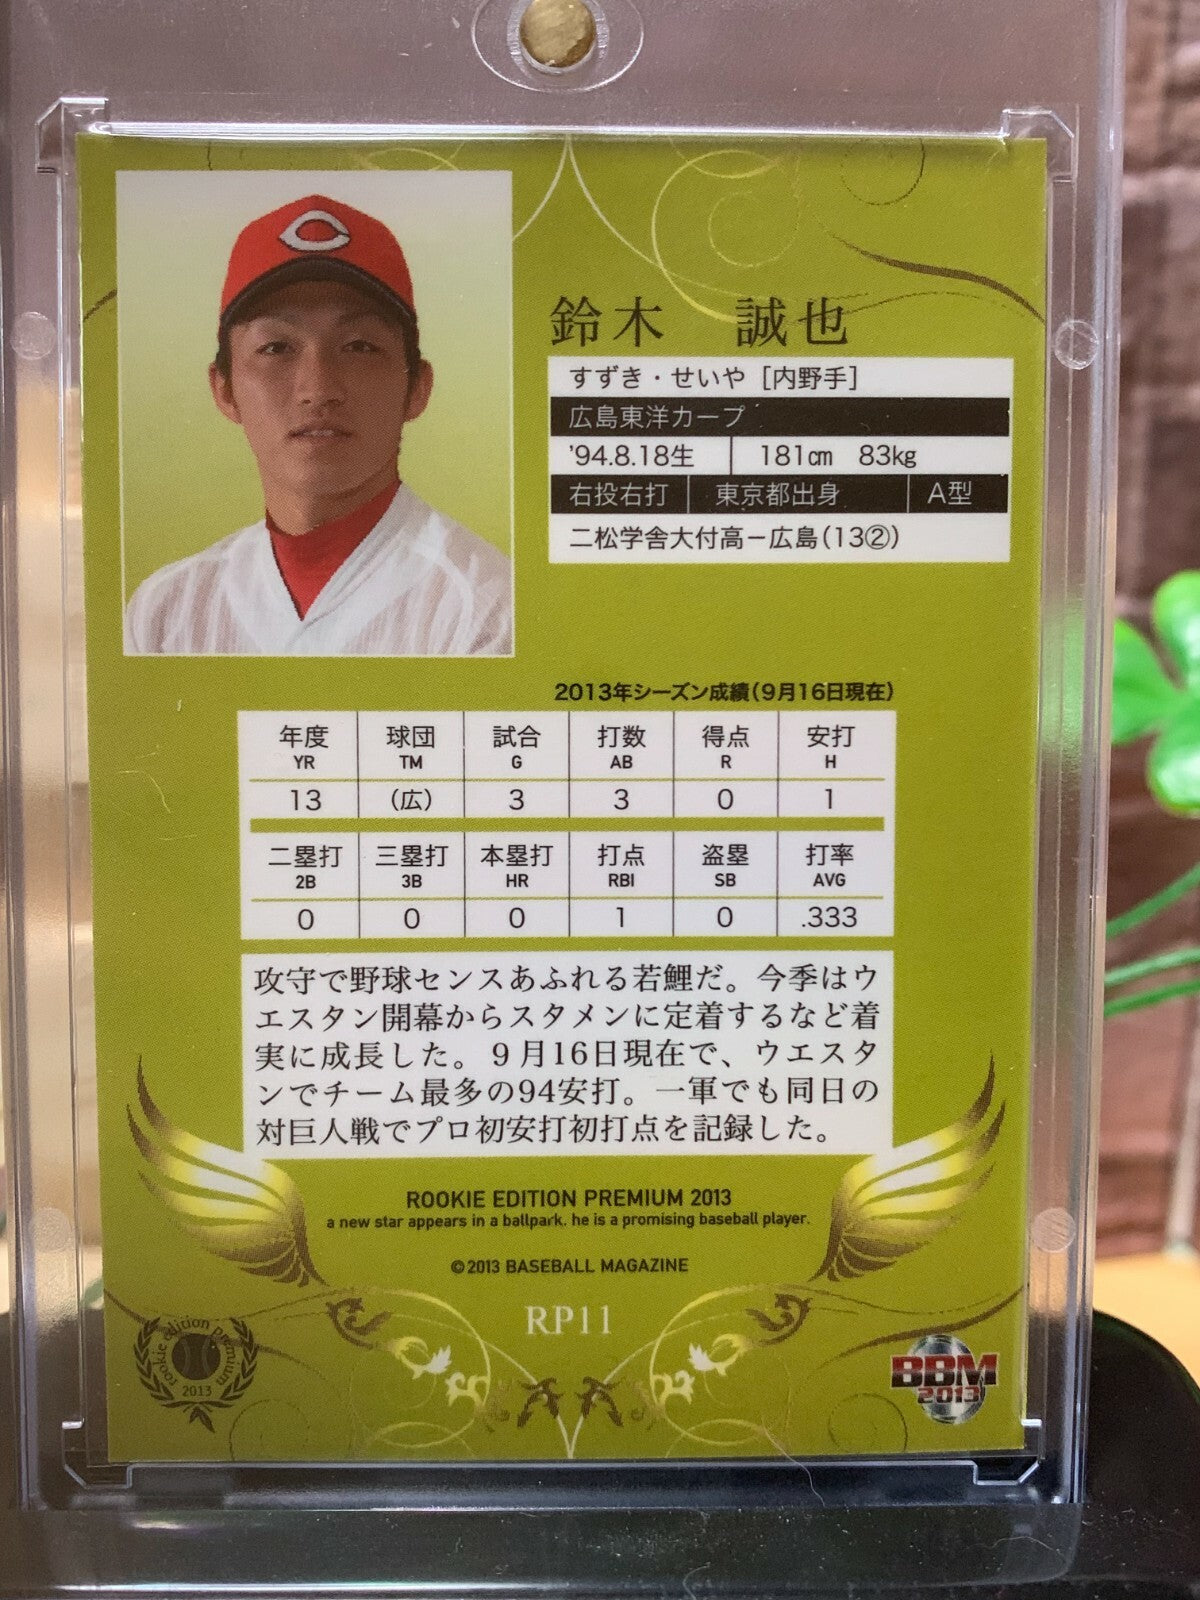 鈴木 誠也
すずき・せいや［内野手］
広島東洋カープ
'94.8.18生 181㎝ 83㎏
右投右打 東京都出身 A型
二松学舎大付高－広島（13②）
2013年シーズン成績（9月16日現在）
年度 球団 試合 打数 得点 安打
YR TM G AB R H
13 （広） 3 3 0 1
二塁打 三塁打 本塁打 打点 盗塁 打率
2B 3B HR RBI SB AVG
0 0 0 1 0 .333
攻守で野球センスあふれる若鯉だ。今季はウ
エスタン開幕からスタメンに定着するなど着
実に成長した。９月16日現在で、ウエスタ
ンでチーム最多の94安打。一軍でも同日の
対巨人戦でプロ初安打初打点を記録した。
ROOKIE EDITION PREMIUM 2013
a new star appears in a ballpark. he is a promising baseball player.
©2013 BASEBALL MAGAZINE
RP11
rookie edition premium
2013
BBM
2013